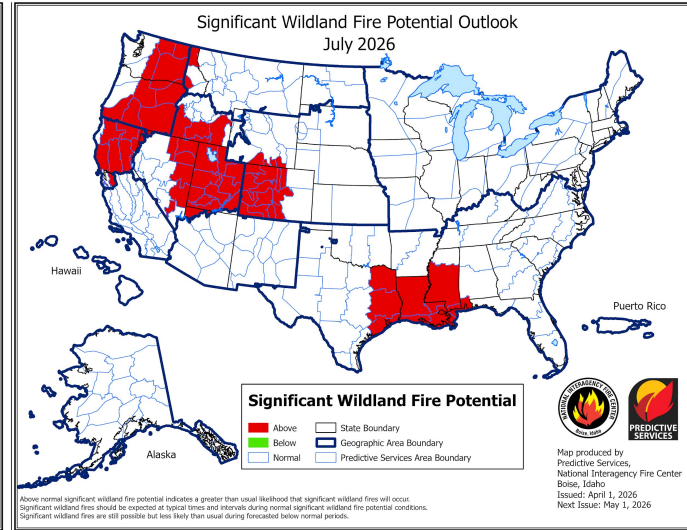 Significant Wildland Fire Potential Outlook
July 2026
Hawaii
Puerto Rico
Alaska
Significant Wildland Fire Potential
Above
State Boundary
Below
Geographic Area Boundary
Normal
Predictive Services Area Boundary
NATIONAL INTERAGENCY FIRE CENTER
Boise, Idaho
PREDICTIVE
SERVICES
Map produced by
Predictive Services,
National Interagency Fire Center
Boise, Idaho
Issued: April 1, 2026
Next Issue: May 1, 2026
Above normal significant wildland fire potential indicates a greater than usual likelihood that significant wildland fires will occur.
Significant wildland fires should be expected at typical times and intervals during normal significant wildland fire potential conditions.
Significant wildland fires are still possible but less likely than usual during forecasted below normal periods.